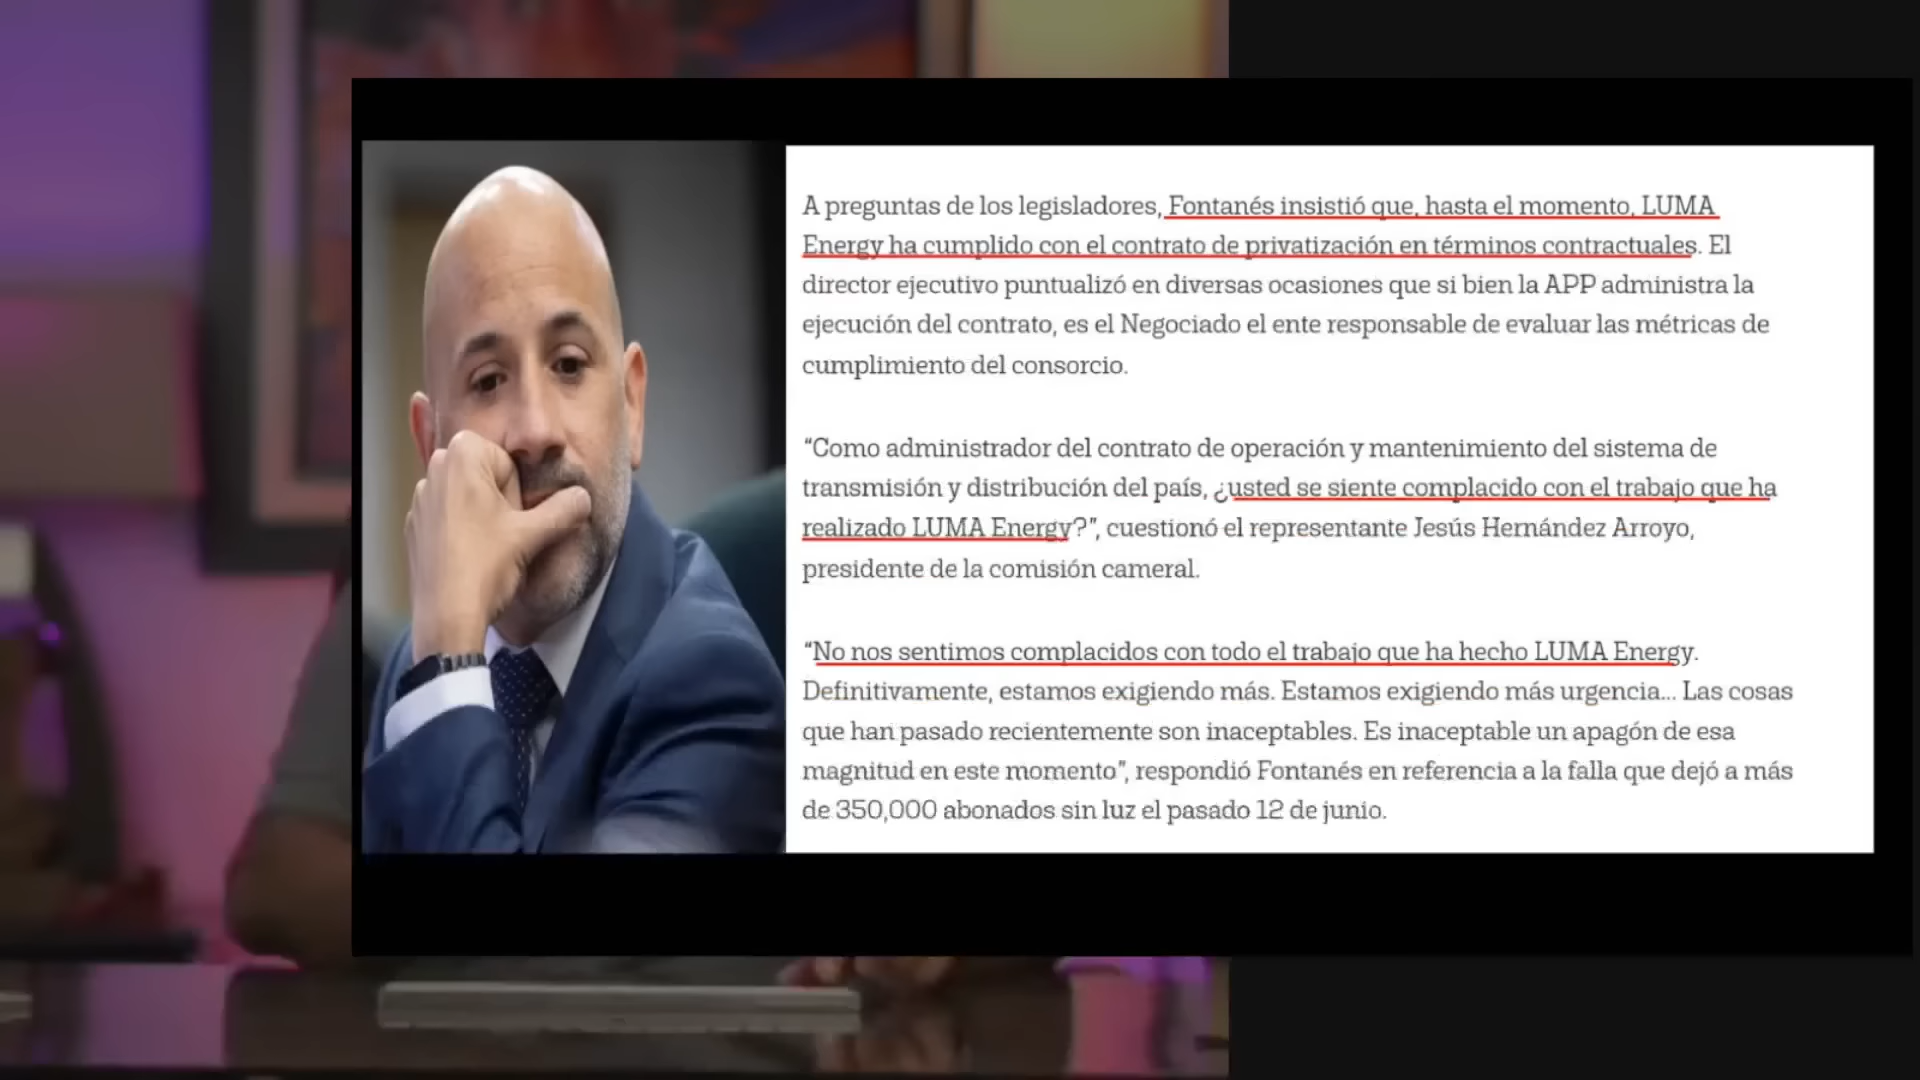 A preguntas de los legisladores, Fontanés insistió que, hasta el momento, LUMA
Energy ha cumplido con el contrato de privatización en términos contractuales. El
director ejecutivo puntualizó en diversas ocasiones que si bien la APP administra la
ejecución del contrato, es el Negociado el ente responsable de evaluar las métricas de
cumplimiento del consorcio.
“Como administrador del contrato de operación y mantenimiento del sistema de
transmisión y distribución del país, ¿usted se siente complacido con el trabajo que ha
realizado LUMA Energy?”, cuestionó el representante Jesús Hernández Arroyo,
presidente de la comisión cameral.
“No nos sentimos complacidos con todo el trabajo que ha hecho LUMA Energy.
Definitivamente, estamos exigiendo más. Estamos exigiendo más urgencia... Las cosas
que han pasado recientemente son inaceptables. Es inaceptable un apagón de esa
magnitud en este momento”, respondió Fontanés en referencia a la falla que dejó a más
de 350,000 abonados sin luz el pasado 12 de junio.